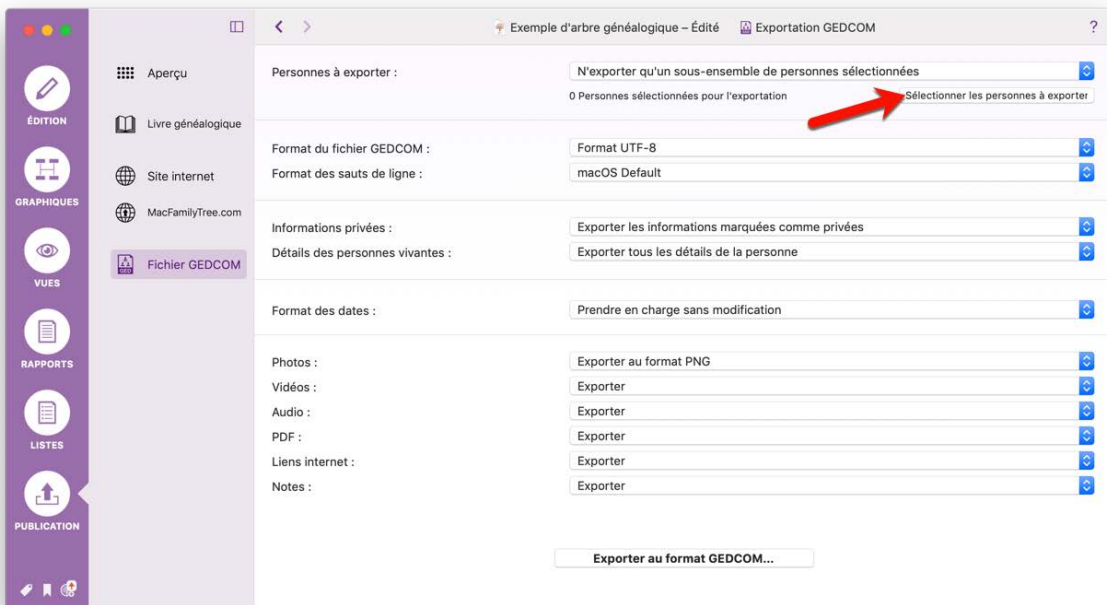 Exemple d'arbre généalogique – Édité Exportation GEDCOM ?
ÉDITION
GRAPHIQUES
VUES
RAPPORTS
LISTES
PUBLICATION
Aperçu
Livre généalogique
Site internet
MacFamilyTree.com
GED Fichier GEDCOM
Personnes à exporter : N'exporter qu'un sous-ensemble de personnes sélectionnées
0 Personnes sélectionnées pour l'exportation Sélectionner les personnes à exporter
Format du fichier GEDCOM : Format UTF-8
Format des sauts de ligne : macOS Default
Informations privées : Exporter les informations marquées comme privées
Détails des personnes vivantes : Exporter tous les détails de la personne
Format des dates : Prendre en charge sans modification
Photos : Exporter au format PNG
Vidéos : Exporter
Audio : Exporter
PDF : Exporter
Liens internet : Exporter
Notes : Exporter
Exporter au format GEDCOM...